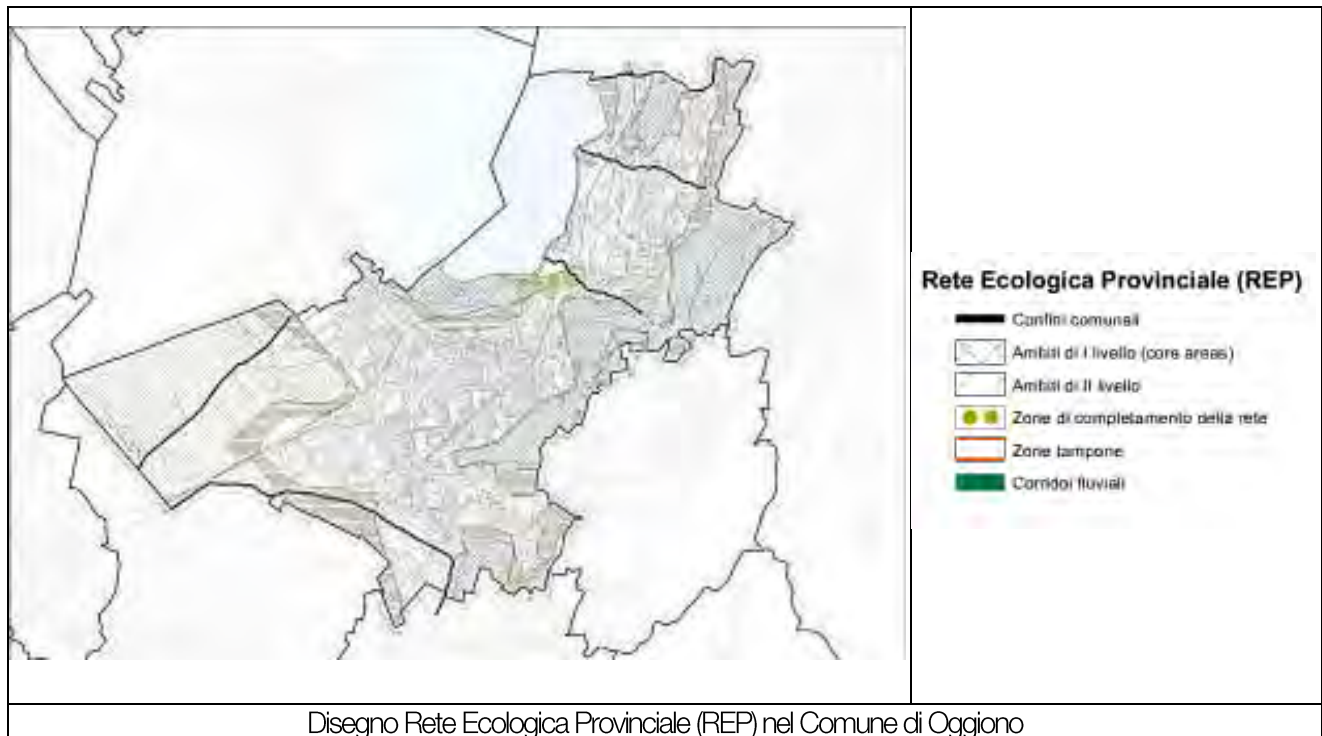 Rete Ecologica Provinciale (REP)
Confini comunali
Ambiti di I livello (core areas)
Ambiti di II livello
Zone di completamento della rete
Zone tampone
Corridoi fluviali
Disegno Rete Ecologica Provinciale (REP) nel Comune di Oggiono